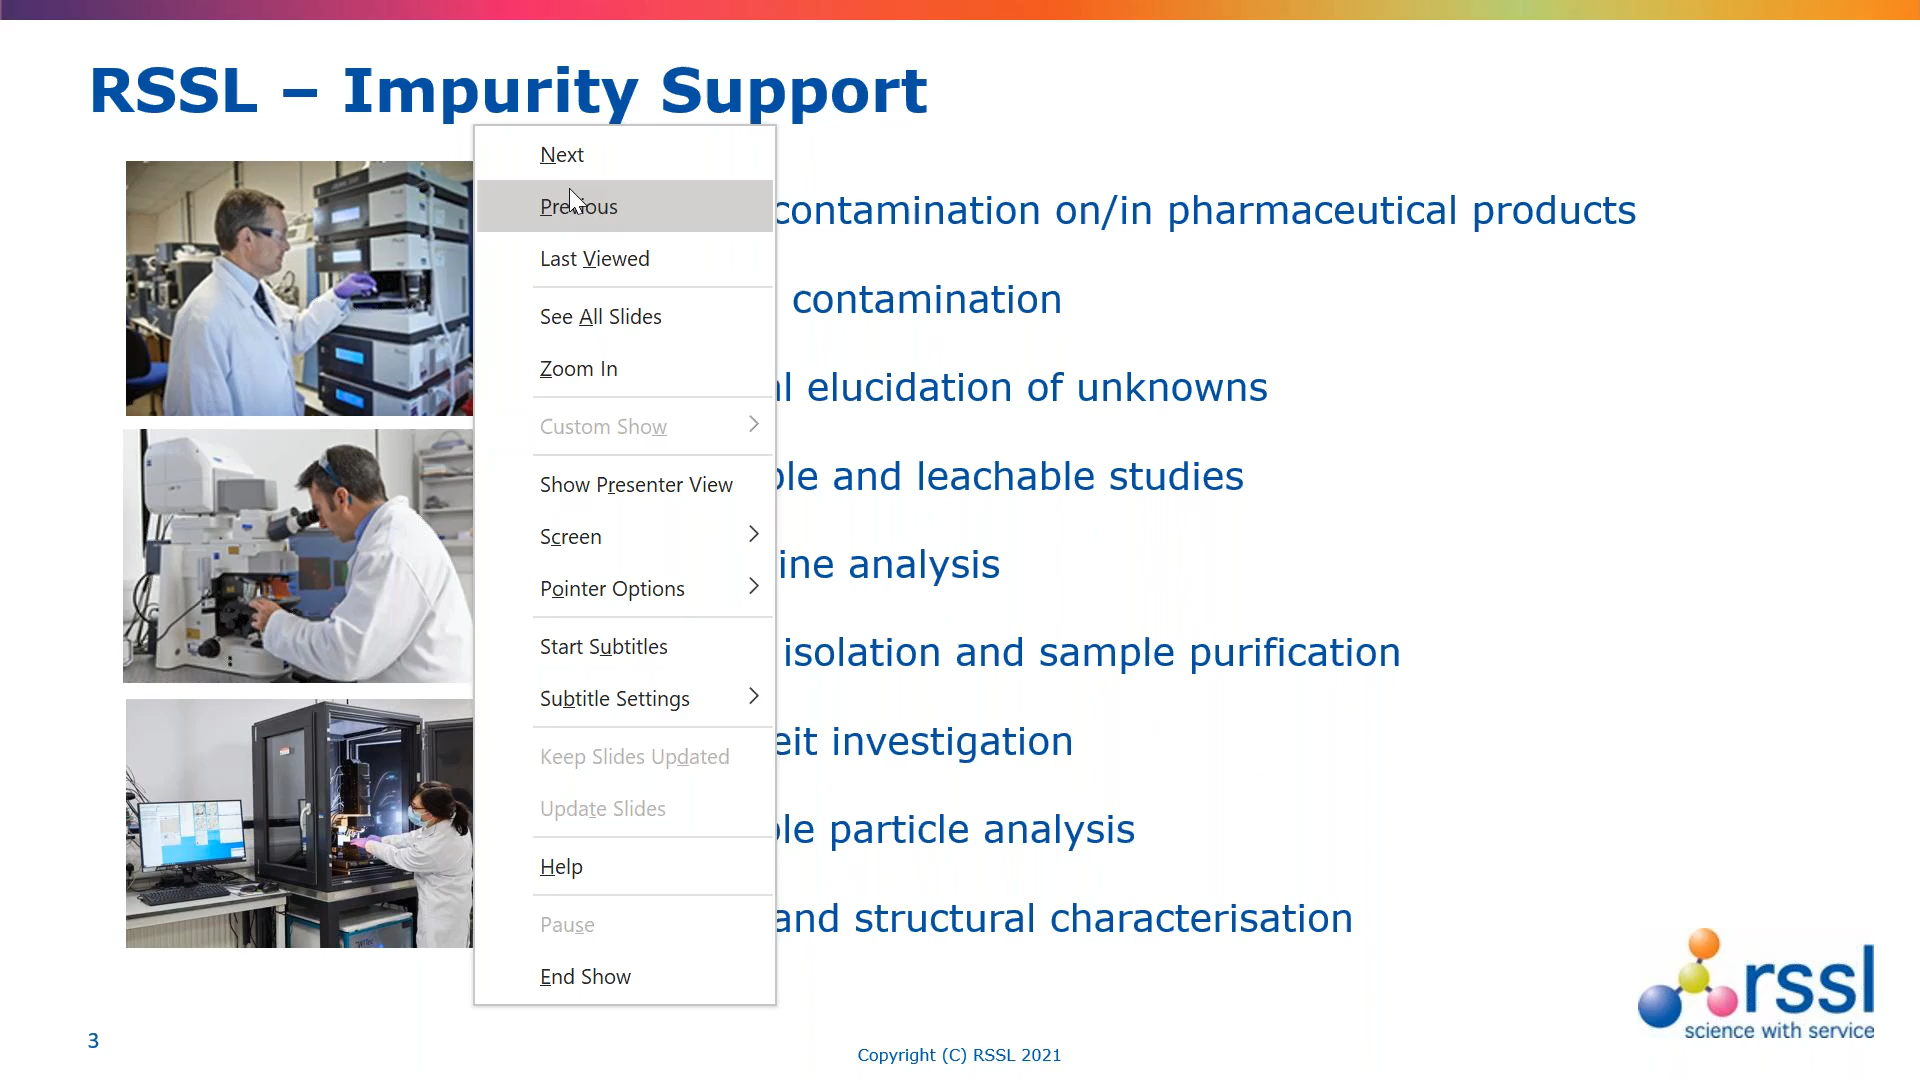 RSSL – Impurity Support
Next
Previous
Last Viewed
See All Slides
Zoom In
Custom Show
Show Presenter View
Screen
Pointer Options
Start Subtitles
Subtitle Settings
Keep Slides Updated
Update Slides
Help
Pause
End Show
contamination on/in pharmaceutical products
contamination
l elucidation of unknowns
ble and leachable studies
ine analysis
isolation and sample purification
eit investigation
ble particle analysis
and structural characterisation
rssl
science with service
3
Copyright (C) RSSL 2021